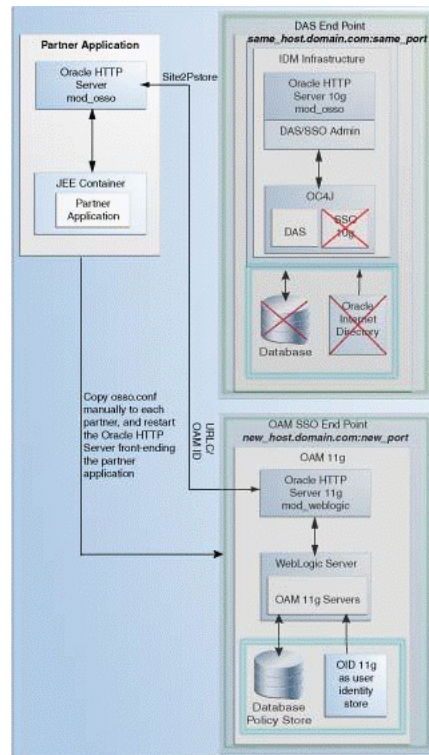 Partner Application
Oracle HTTP
Server
mod_osso
JEE Container
Partner
Application
Site2Pstore
Copy osso.conf
manually to each
partner, and restart
the Oracle HTTP
Server front-ending
the partner
application
URLC/
OAM ID
DAS End Point
same_host.domain.com:same_port
IDM Infrastructure
Oracle HTTP
Server 10g
mod_osso
DAS/SSO Admin
OC4J
DAS
SSO
10g
Database
Oracle
Internet
Directory
OAM SSO End Point
new_host.domain.com:new_port
OAM 11g
Oracle HTTP
Server 11g
mod_weblogic
WebLogic Server
OAM 11g Servers
Database
Policy Store
OID 11g
as user
identity
store